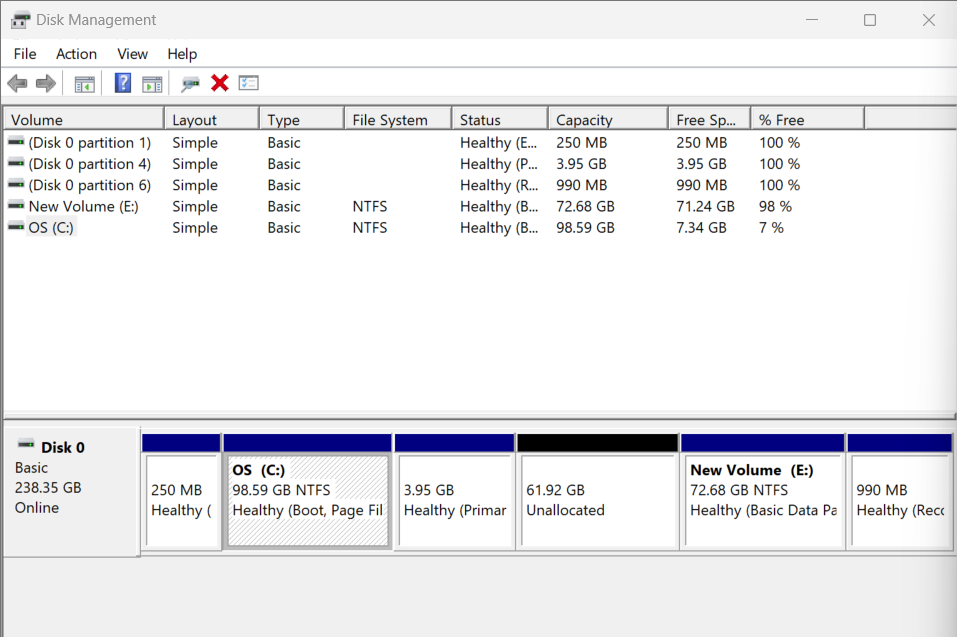 Disk Management
File Action View Help
Volume Layout Type File System Status Capacity Free Sp... % Free
(Disk 0 partition 1) Simple Basic Healthy (E... 250 MB 250 MB 100 %
(Disk 0 partition 4) Simple Basic Healthy (P... 3.95 GB 3.95 GB 100 %
(Disk 0 partition 6) Simple Basic Healthy (R... 990 MB 990 MB 100 %
New Volume (E:) Simple Basic NTFS Healthy (B... 72.68 GB 71.24 GB 98 %
OS (C:) Simple Basic NTFS Healthy (B... 98.59 GB 7.34 GB 7 %
Disk 0
Basic
238.35 GB
Online
250 MB
Healthy (
OS (C:)
98.59 GB NTFS
Healthy (Boot, Page Fil
3.95 GB
Healthy (Primar
61.92 GB
Unallocated
New Volume (E:)
72.68 GB NTFS
Healthy (Basic Data Pa
990 MB
Healthy (Reco